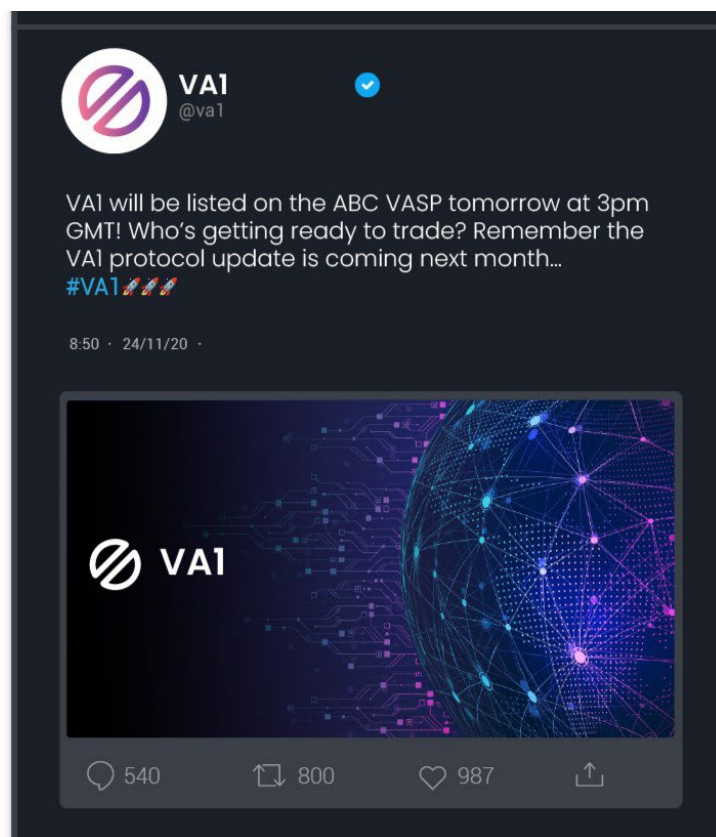 VA1
@va1
VA1 will be listed on the ABC VASP tomorrow at 3pm
GMT! Who's getting ready to trade? Remember the
VA1 protocol update is coming next month...
#VA1🚀🚀🚀
8:50 · 24/11/20 ·
VA1
540 800 987